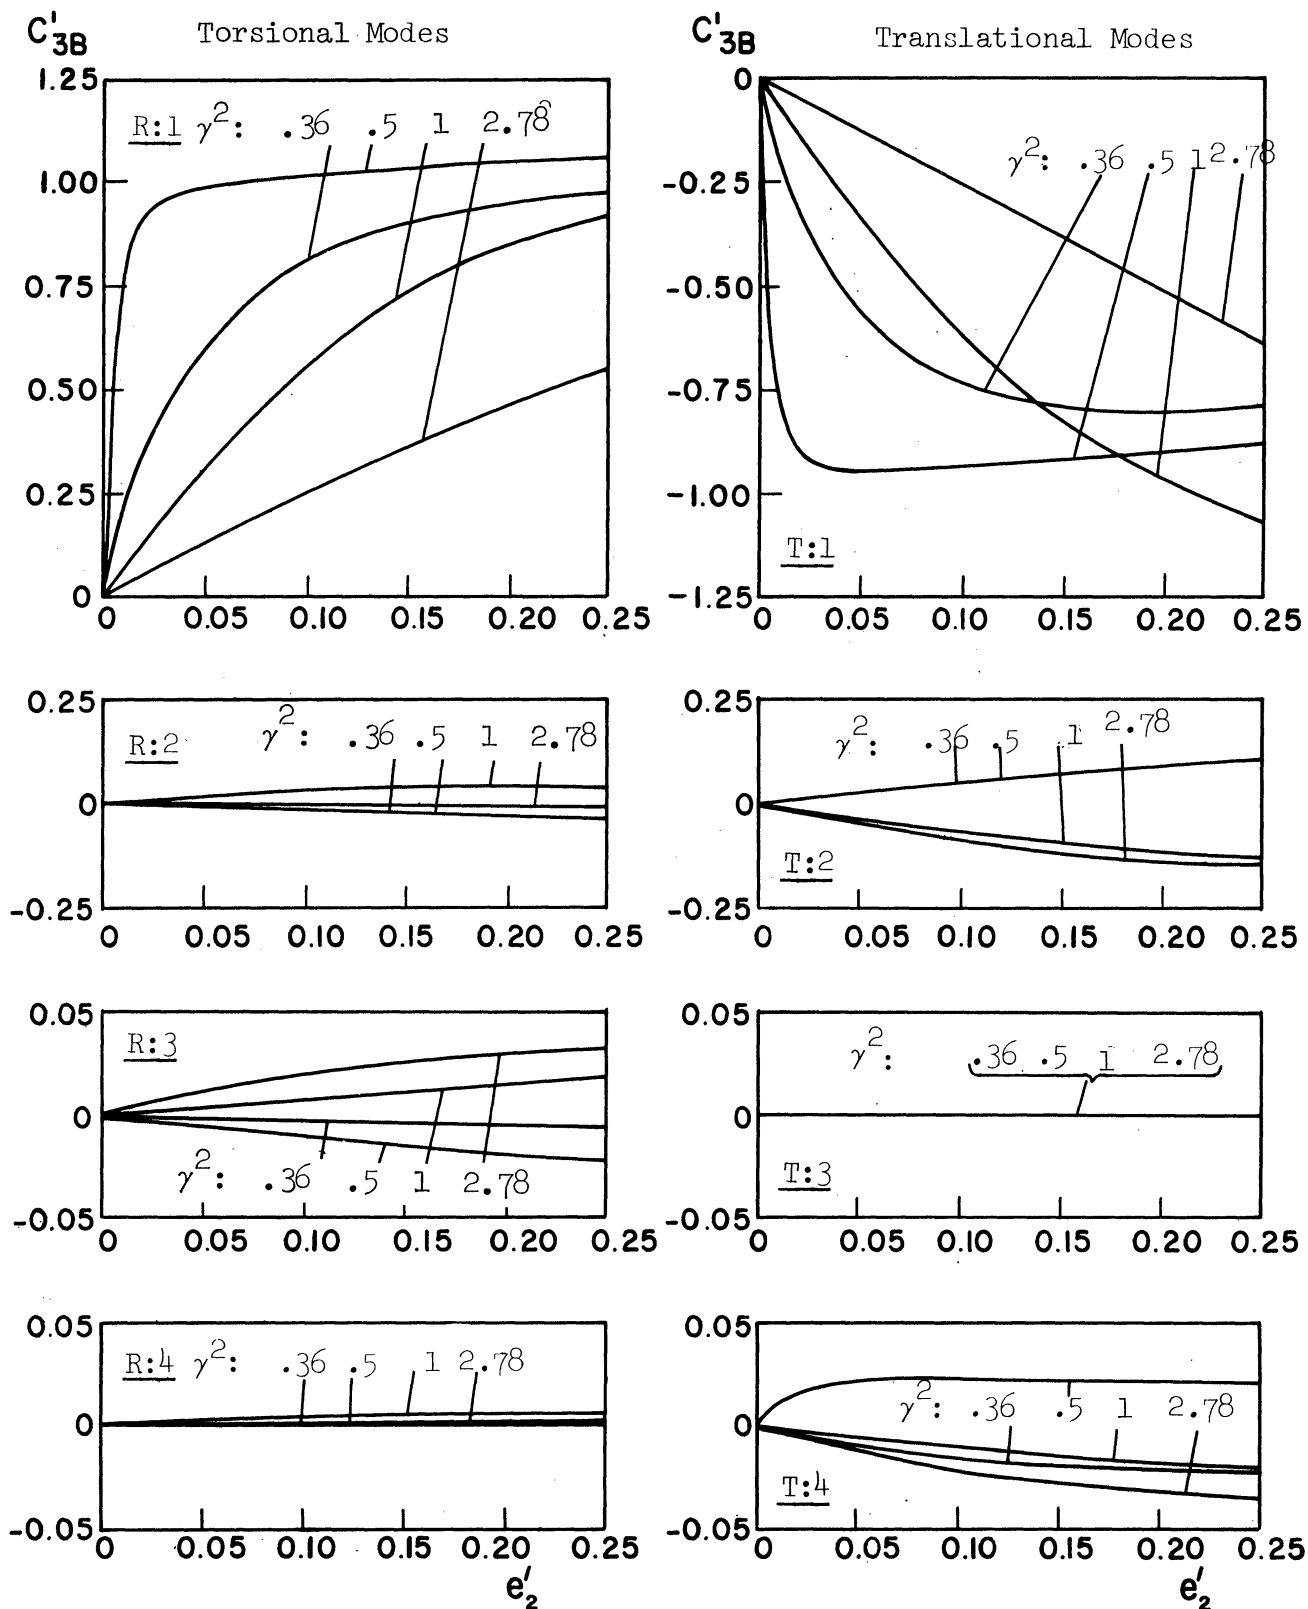 C'3B Torsional Modes
1.25
R:1 γ2: .36 .5 1 2.78
1.00
0.75
0.50
0.25
0
0 0.05 0.10 0.15 0.20 0.25
C'3B Translational Modes
0
γ2: .36 .5 1 2.78
-0.25
-0.50
-0.75
-1.00
T:1
-1.25
0 0.05 0.10 0.15 0.20 0.25
0.25
R:2 γ2: .36 .5 1 2.78
0
-0.25
0 0.05 0.10 0.15 0.20 0.25
0.25
γ2: .36 .5 1 2.78
0
T:2
-0.25
0 0.05 0.10 0.15 0.20 0.25
0.05
R:3
0
γ2: .36 .5 1 2.78
-0.05
0 0.05 0.10 0.15 0.20 0.25
0.05
γ2: .36 .5 1 2.78
0
T:3
-0.05
0 0.05 0.10 0.15 0.20 0.25
0.05
R:4 γ2: .36 .5 1 2.78
0
-0.05
0 0.05 0.10 0.15 0.20 0.25
e'2
0.05
γ2: .36 .5 1 2.78
0
T:4
-0.05
0 0.05 0.10 0.15 0.20 0.25
e'2